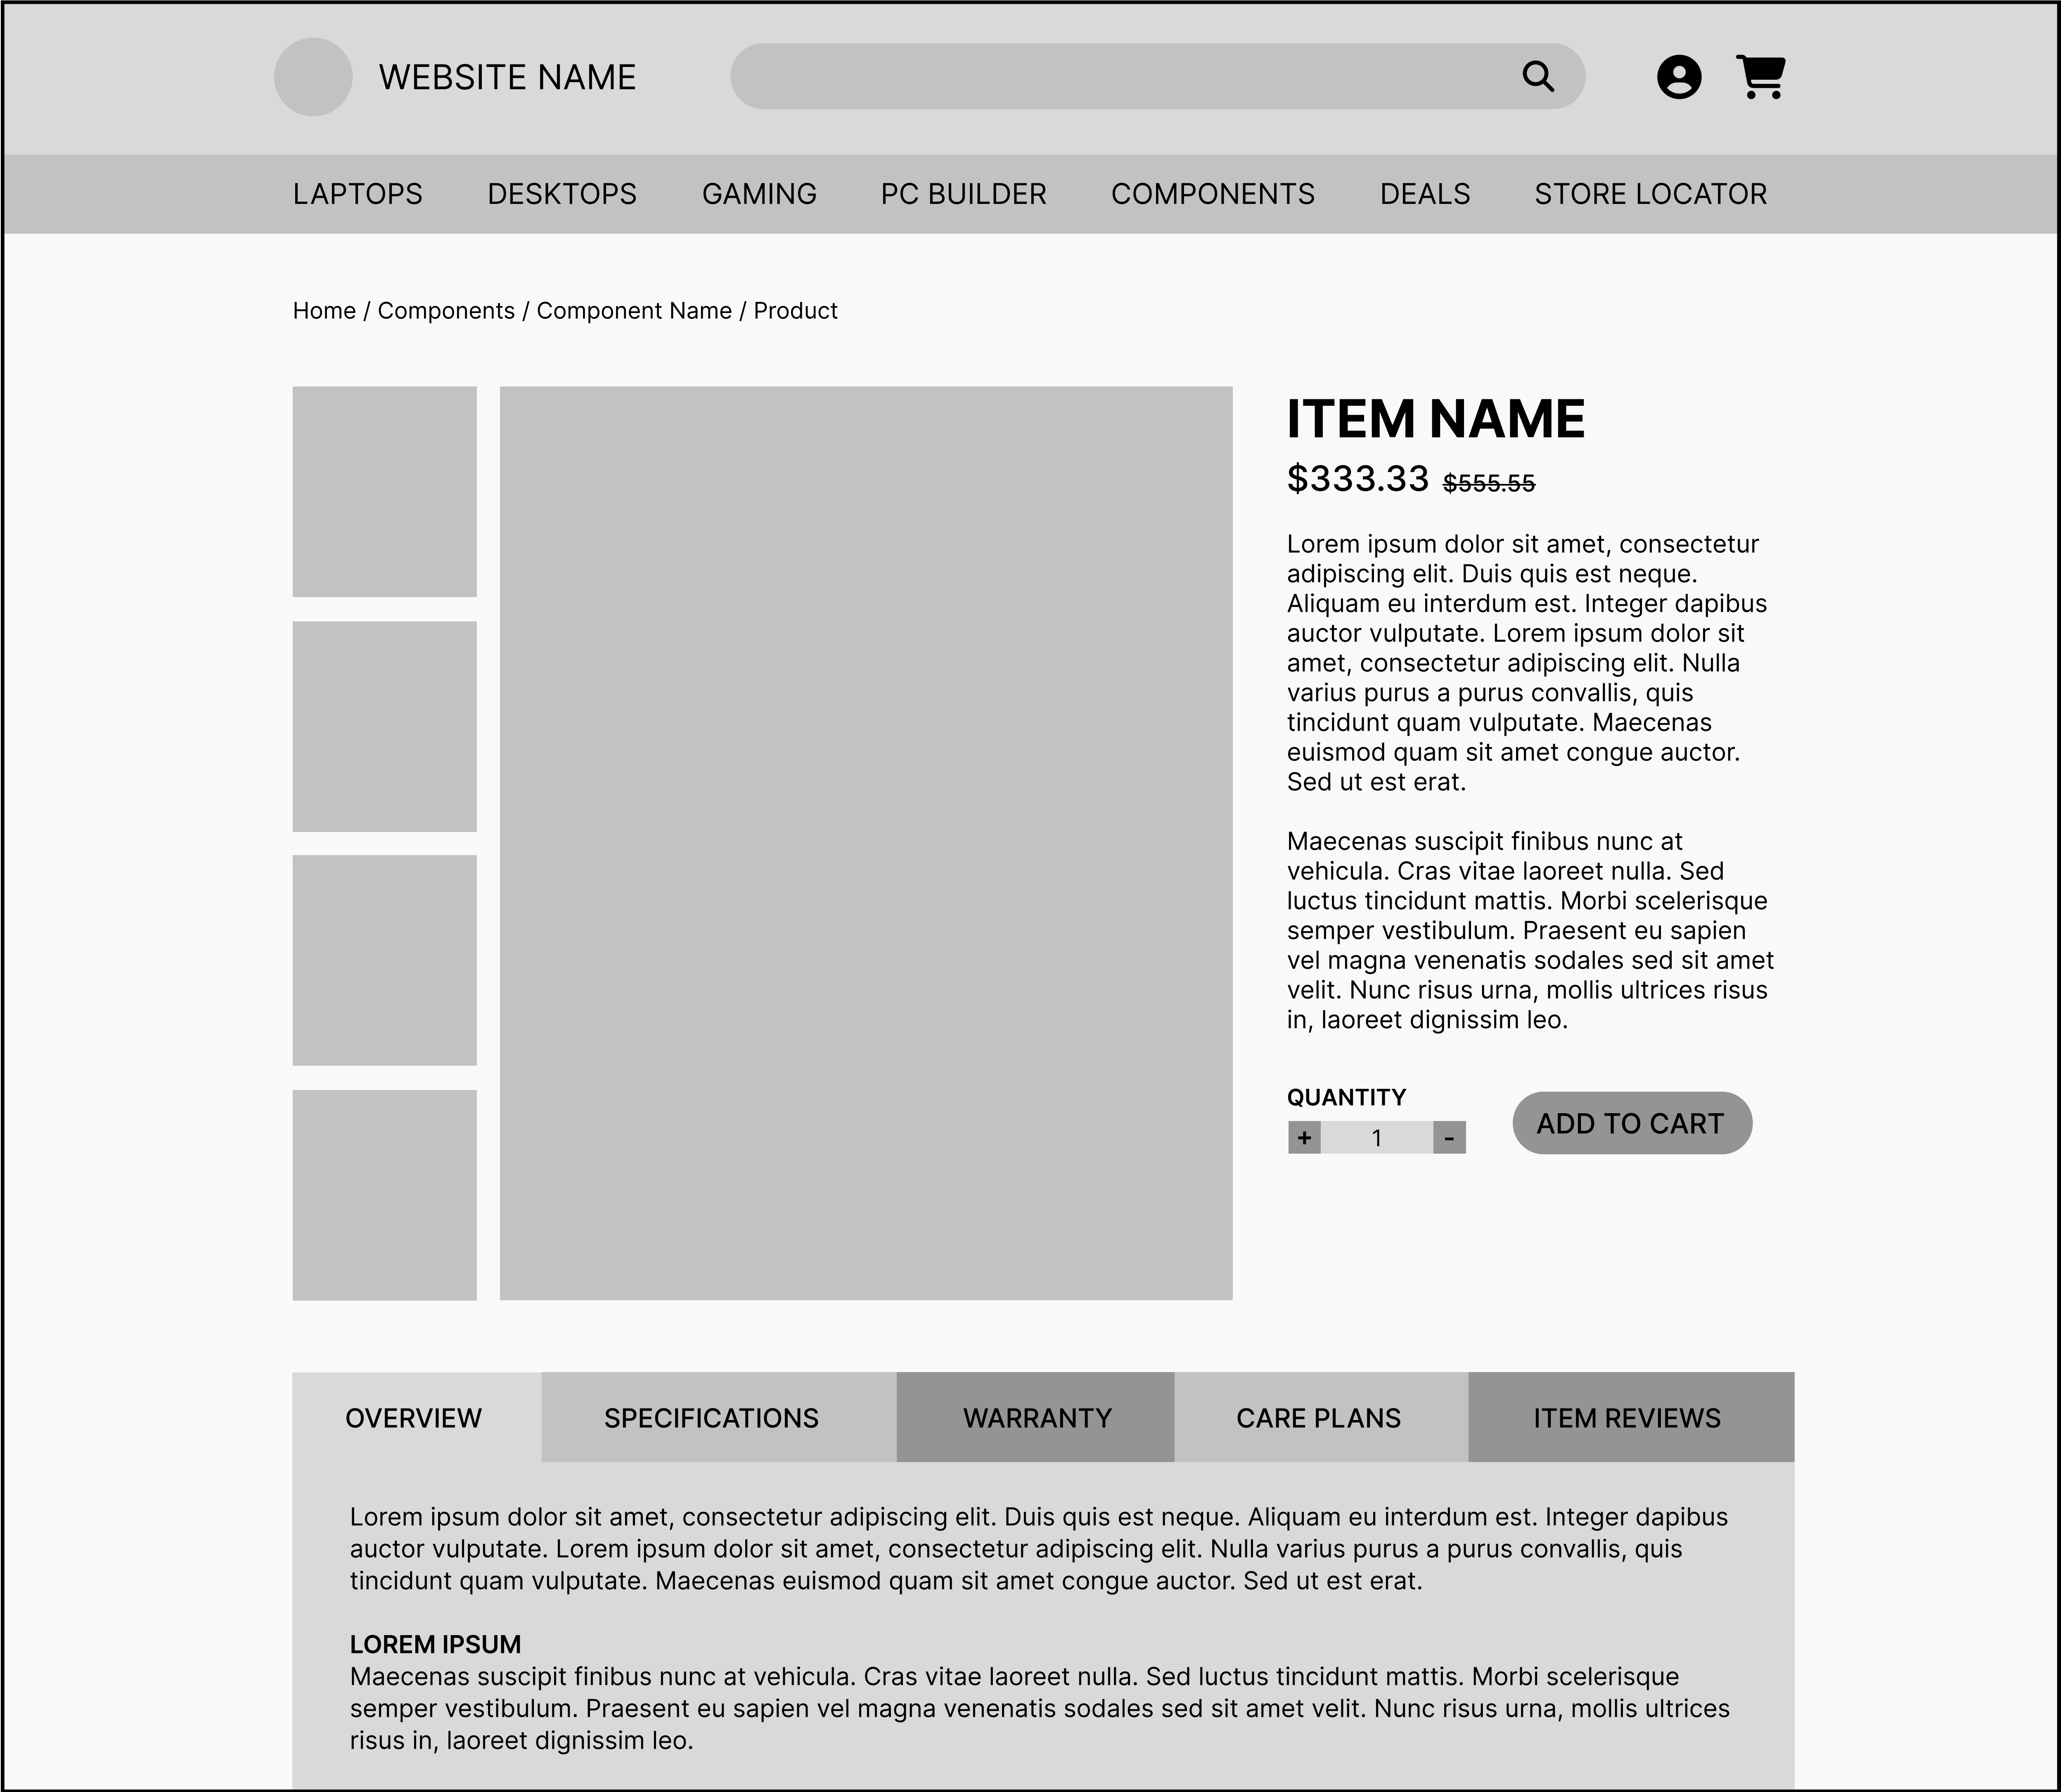 WEBSITE NAME
LAPTOPS DESKTOPS GAMING PC BUILDER COMPONENTS DEALS STORE LOCATOR
Home / Components / Component Name / Product
ITEM NAME
$333.33 $555.55
Lorem ipsum dolor sit amet, consectetur
adipiscing elit. Duis quis est neque.
Aliquam eu interdum est. Integer dapibus
auctor vulputate. Lorem ipsum dolor sit
amet, consectetur adipiscing elit. Nulla
varius purus a purus convallis, quis
tincidunt quam vulputate. Maecenas
euismod quam sit amet congue auctor.
Sed ut est erat.
Maecenas suscipit finibus nunc at
vehicula. Cras vitae laoreet nulla. Sed
luctus tincidunt mattis. Morbi scelerisque
semper vestibulum. Praesent eu sapien
vel magna venenatis sodales sed sit amet
velit. Nunc risus urna, mollis ultrices risus
in, laoreet dignissim leo.
QUANTITY
+ 1 -
ADD TO CART
OVERVIEW SPECIFICATIONS WARRANTY CARE PLANS ITEM REVIEWS
Lorem ipsum dolor sit amet, consectetur adipiscing elit. Duis quis est neque. Aliquam eu interdum est. Integer dapibus
auctor vulputate. Lorem ipsum dolor sit amet, consectetur adipiscing elit. Nulla varius purus a purus convallis, quis
tincidunt quam vulputate. Maecenas euismod quam sit amet congue auctor. Sed ut est erat.
LOREM IPSUM
Maecenas suscipit finibus nunc at vehicula. Cras vitae laoreet nulla. Sed luctus tincidunt mattis. Morbi scelerisque
semper vestibulum. Praesent eu sapien vel magna venenatis sodales sed sit amet velit. Nunc risus urna, mollis ultrices
risus in, laoreet dignissim leo.